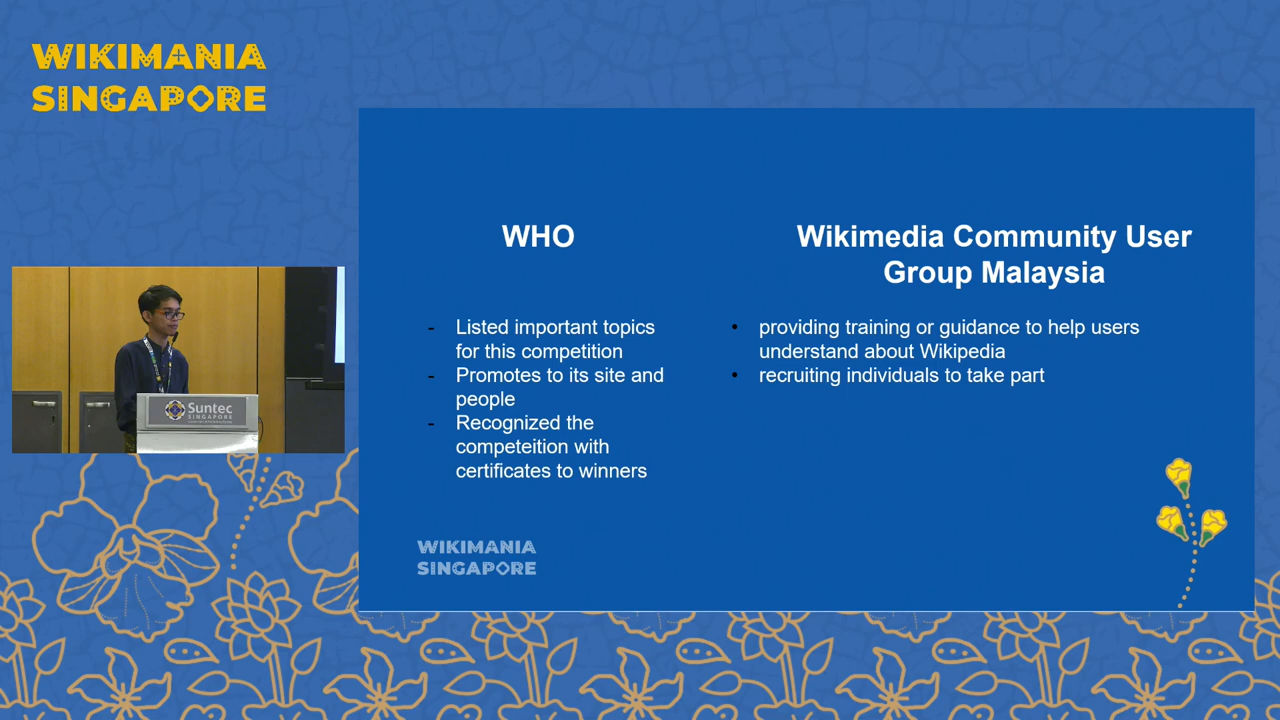 WIKIMANIA
SINGAPORE
WHO
Wikimedia Community User
Group Malaysia
- Listed important topics
for this competition
- Promotes to its site and
people
- Recognized the
competeition with
certificates to winners
• providing training or guidance to help users
understand about Wikipedia
• recruiting individuals to take part
Suntec
SINGAPORE
WIKIMANIA
SINGAPORE